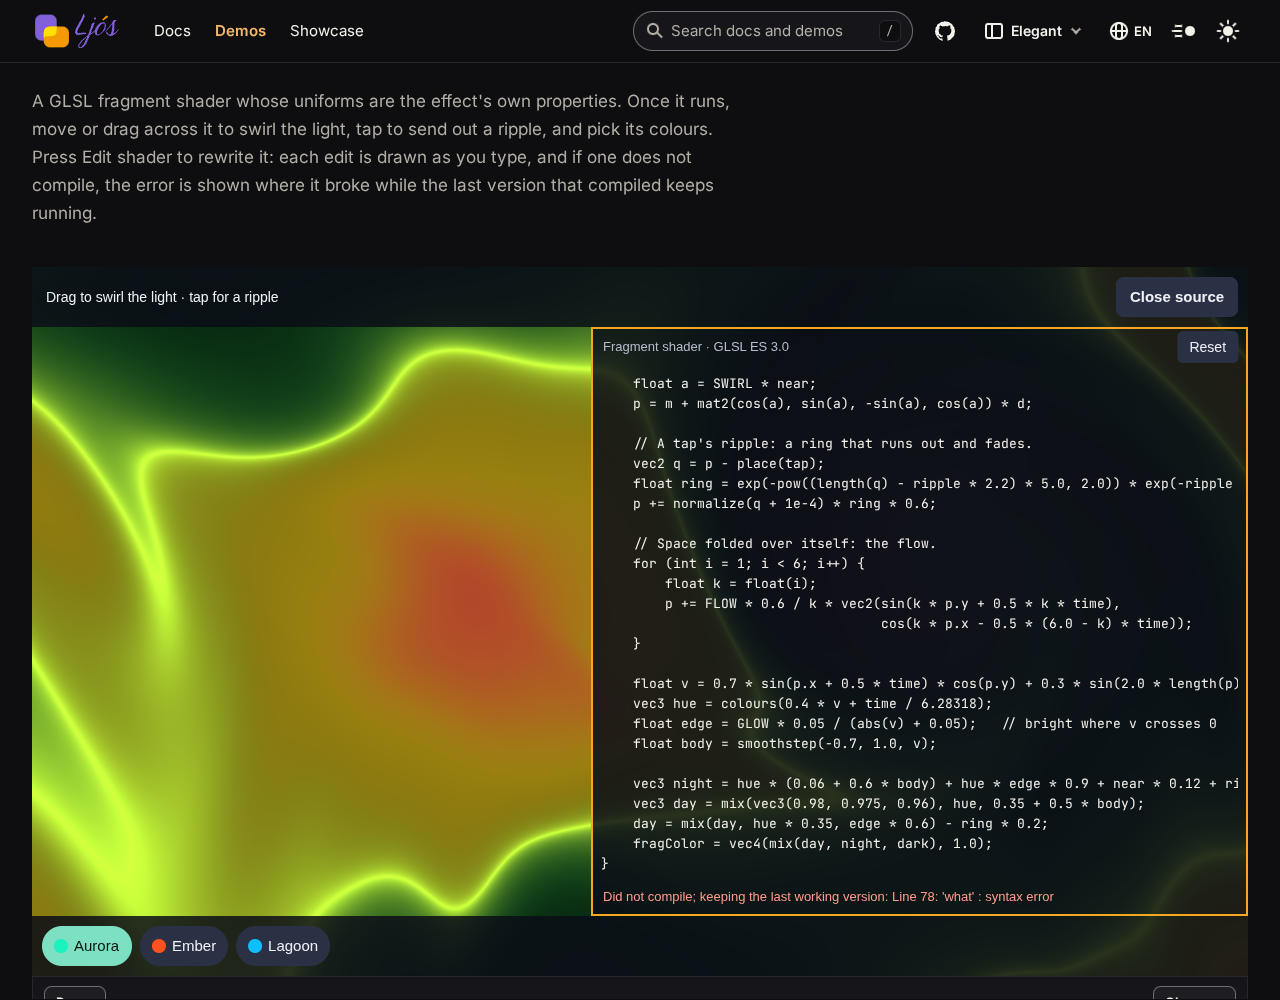 Ljós Docs Demos Showcase Search docs and demos / Elegant EN
A GLSL fragment shader whose uniforms are the effect's own properties. Once it runs,
move or drag across it to swirl the light, tap to send out a ripple, and pick its colours.
Press Edit shader to rewrite it: each edit is drawn as you type, and if one does not
compile, the error is shown where it broke while the last version that compiled keeps
running.
Drag to swirl the light · tap for a ripple
Close source
Fragment shader · GLSL ES 3.0
Reset
    float a = SWIRL * near;
    p = m + mat2(cos(a), sin(a), -sin(a), cos(a)) * d;
    // A tap's ripple: a ring that runs out and fades.
    vec2 q = p - place(tap);
    float ring = exp(-pow((length(q) - ripple * 2.2) * 5.0, 2.0)) * exp(-ripple
    p += normalize(q + 1e-4) * ring * 0.6;
    // Space folded over itself: the flow.
    for (int i = 1; i < 6; i++) {
        float k = float(i);
        p += FLOW * 0.6 / k * vec2(sin(k * p.y + 0.5 * k * time),
                                   cos(k * p.x - 0.5 * (6.0 - k) * time));
    }
    float v = 0.7 * sin(p.x + 0.5 * time) * cos(p.y) + 0.3 * sin(2.0 * length(p)
    vec3 hue = colours(0.4 * v + time / 6.28318);
    float edge = GLOW * 0.05 / (abs(v) + 0.05);   // bright where v crosses 0
    float body = smoothstep(-0.7, 1.0, v);
    vec3 night = hue * (0.06 + 0.6 * body) + hue * edge * 0.9 + near * 0.12 + ri
    vec3 day = mix(vec3(0.98, 0.975, 0.96), hue, 0.35 + 0.5 * body);
    day = mix(day, hue * 0.35, edge * 0.6) - ring * 0.2;
    fragColor = vec4(mix(day, night, dark), 1.0);
}
Did not compile; keeping the last working version: Line 78: 'what' : syntax error
Aurora Ember Lagoon